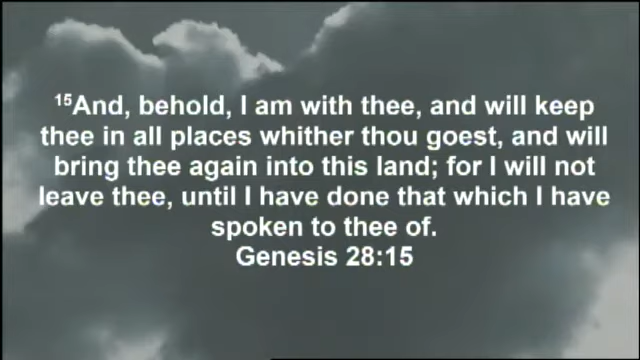 ¹⁵And, behold, I am with thee, and will keep
thee in all places whither thou goest, and will
bring thee again into this land; for I will not
leave thee, until I have done that which I have
spoken to thee of.
Genesis 28:15